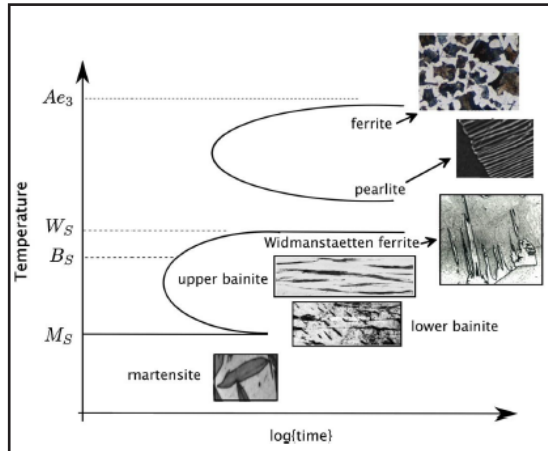 Ae3
ferrite
pearlite
Temperature
WS
Widmanstaetten ferrite
BS
upper bainite
lower bainite
MS
martensite
log{time}